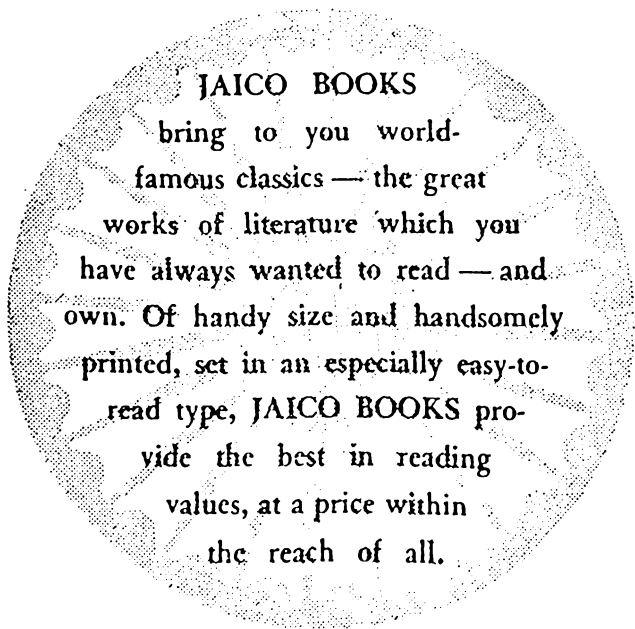 JAICO BOOKS
bring to you world-
famous classics — the great
works of literature which you
have always wanted to read — and
own. Of handy size and handsomely
printed, set in an especially easy-to-
read type, JAICO BOOKS pro-
vide the best in reading
values, at a price within
the reach of all.